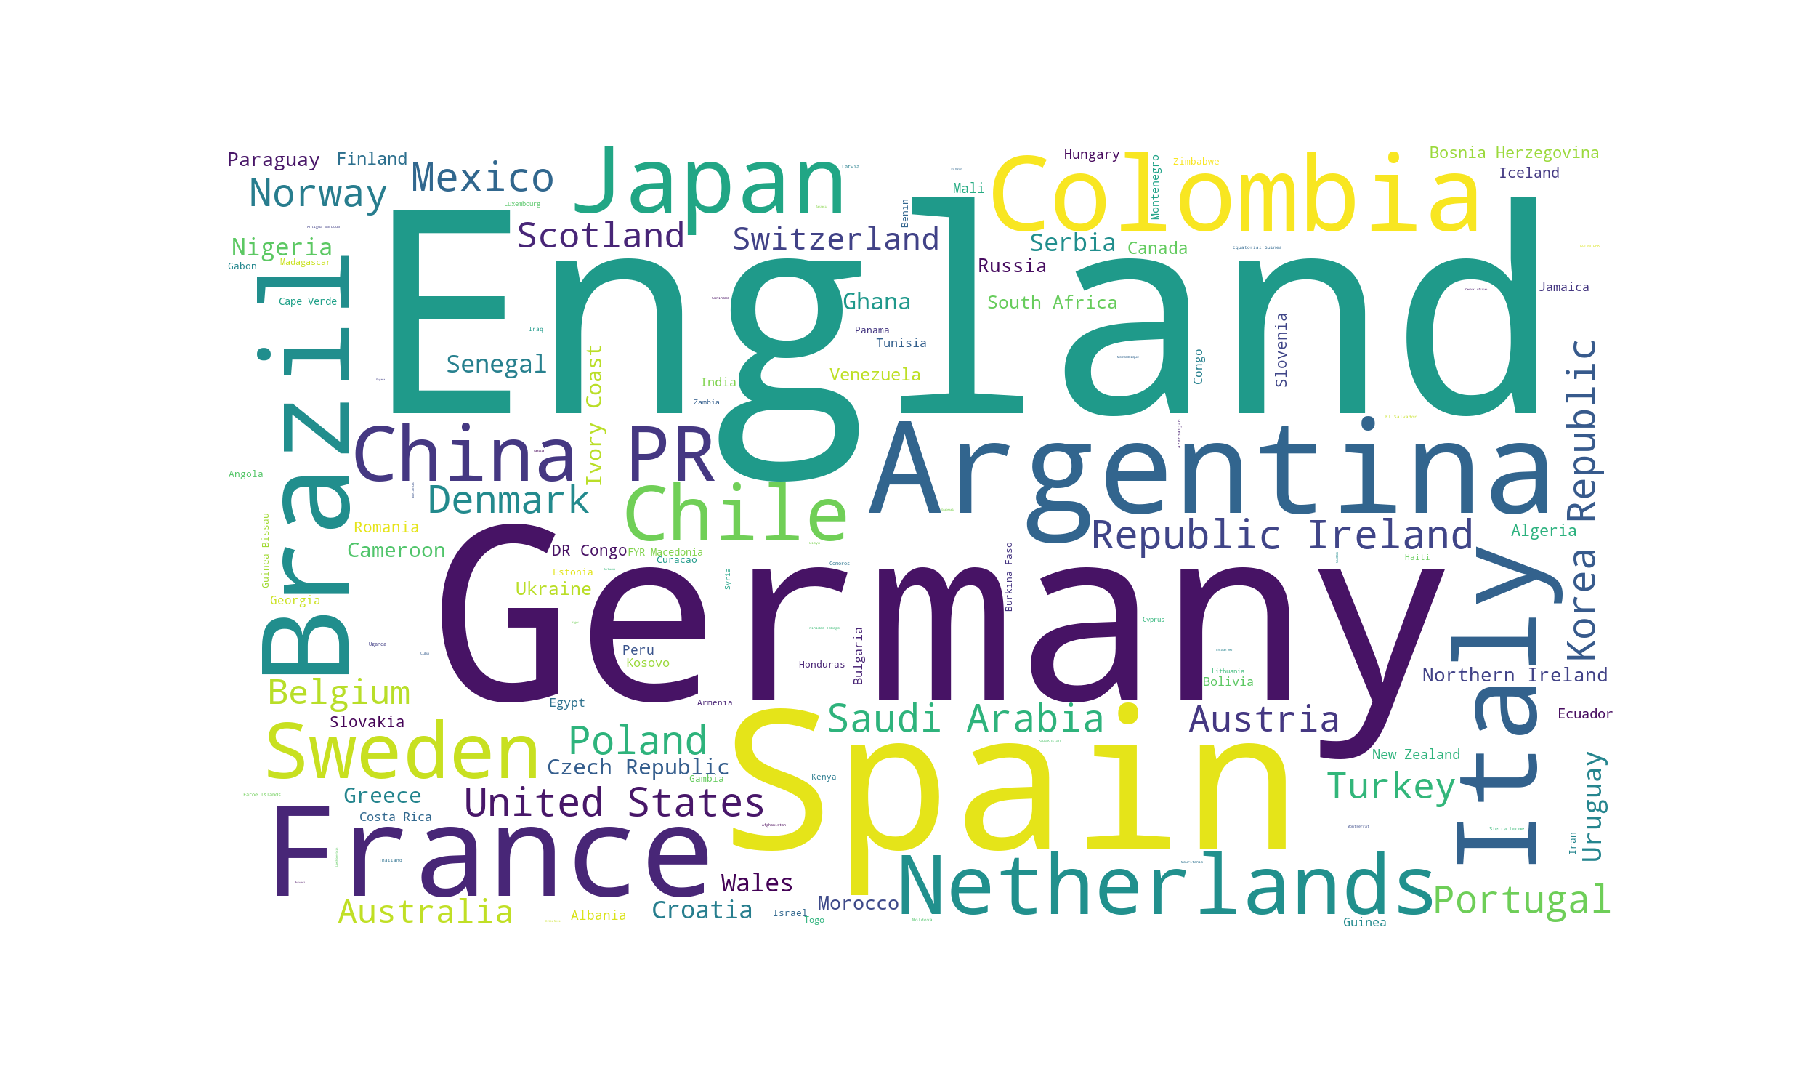 Paraguay
Finland
Mexico
Japan
Colombia
Hungary
Zimbabwe
Bosnia Herzegovina
Norway
Luxembourg
Mali
Montenegro
Iceland
England
Scotland
Switzerland
Benin
Serbia
Canada
Nigeria
Gabon
Madagascar
Russia
Equatorial Guinea
Brazil
Cape Verde
Ghana
South Africa
Jamaica
Iraq
Panama
Tunisia
Slovenia
Senegal
Ivory Coast
India
Venezuela
Congo
Zambia
Korea Republic
China PR
Argentina
Angola
Denmark
Chile
Guinea Bissau
Romania
Republic Ireland
Algeria
Cameroon
DR Congo
FYR Macedonia
Curacao
Haiti
Germany
Estonia
Syria
Burkina Faso
Italy
Ukraine
Georgia
Cyprus
Peru
Kosovo
Honduras
Bulgaria
Lithuania
Bolivia
Northern Ireland
Belgium
Egypt
Armenia
Slovakia
Saudi Arabia
Austria
Ecuador
Sweden
Poland
Spain
Czech Republic
Gambia
Kenya
New Zealand
Turkey
Greece
United States
Uruguay
Costa Rica
France
Iran
Netherlands
Wales
Portugal
Australia
Albania
Croatia
Israel
Togo
Morocco
Guinea